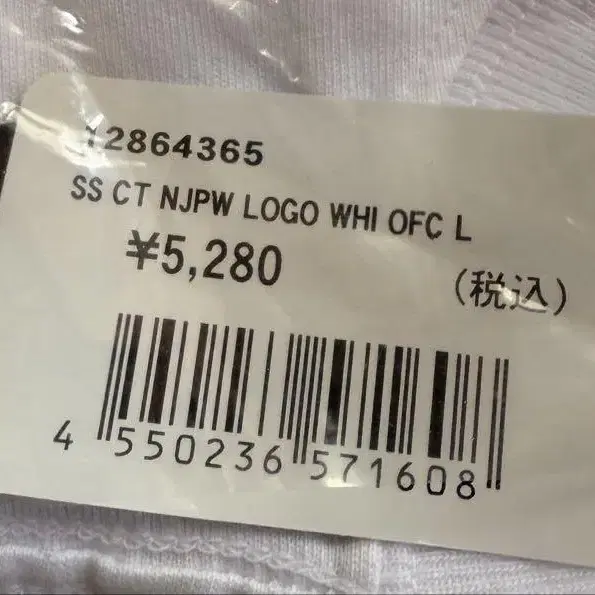 12864365
SS CT NJPW LOGO WHI OFC L
¥5,280
(税込)
4 550236 571608